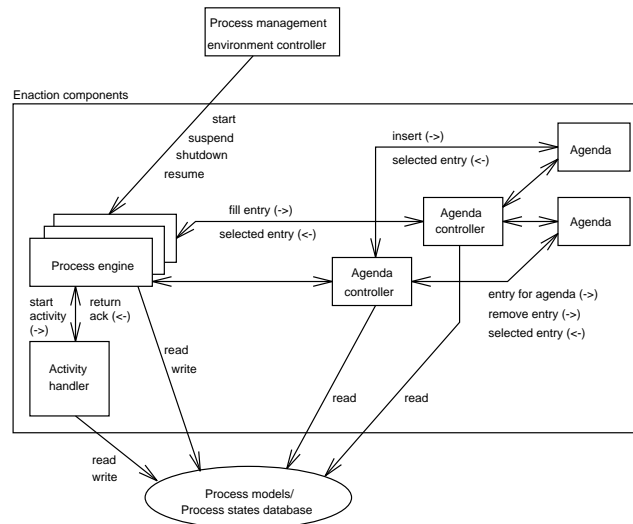 Process management
environment controller
Enaction components
start
suspend
shutdown
resume
insert (->)
selected entry (<-)
Agenda
fill entry (->)
selected entry (<-)
Agenda
controller
Agenda
Process engine
Agenda
controller
start
activity
(->)
return
ack (<-)
entry for agenda (->)
remove entry (->)
selected entry (<-)
Activity
handler
read
write
read
read
read
write
Process models/
Process states database